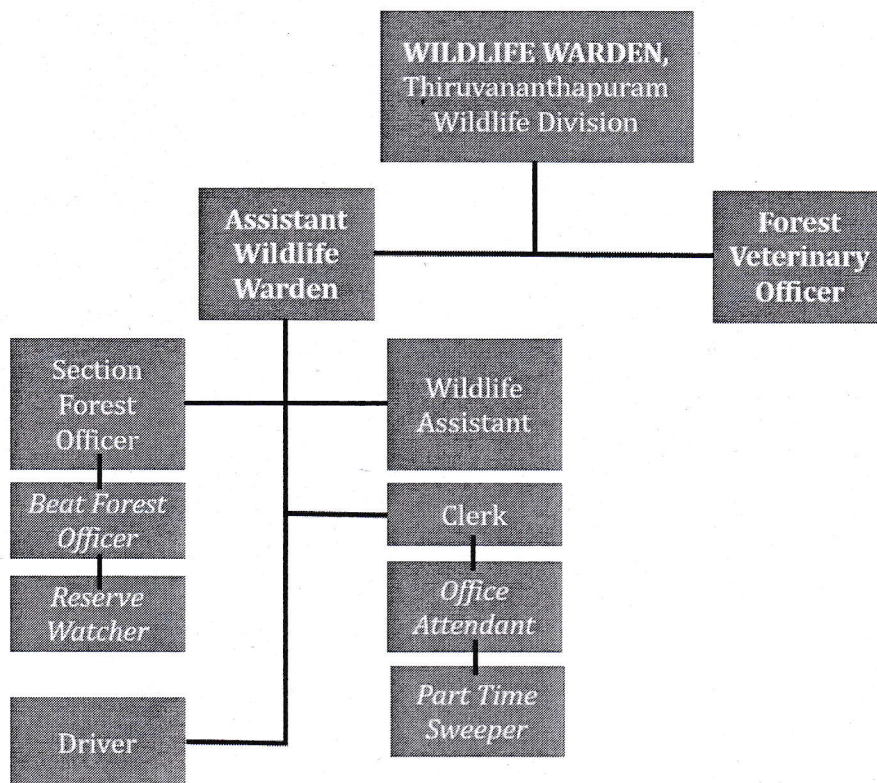 WILDLIFE WARDEN,
Thiruvananthapuram
Wildlife Division
Assistant
Wildlife
Warden
Forest
Veterinary
Officer
Section
Forest
Officer
Wildlife
Assistant
Beat Forest
Officer
Clerk
Reserve
Watcher
Office
Attendant
Part Time
Sweeper
Driver